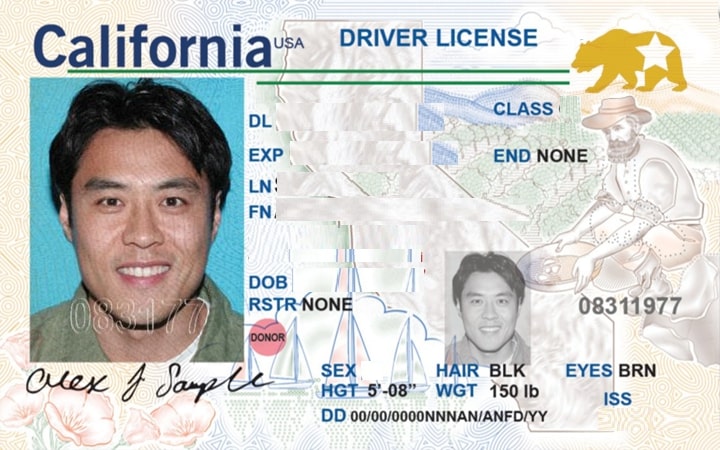 California USA DRIVER LICENSE
DL
CLASS
EXP
END NONE
LN
FN
DOB
RSTR NONE
083177
08311977
DONOR
Alex J Sample
SEX HAIR BLK EYES BRN
HGT 5'-08" WGT 150 lb ISS
DD 00/00/0000NNNAN/ANFD/YY